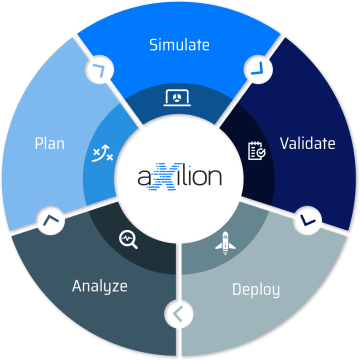 Simulate
Plan
Validate
aXilion
Analyze
Deploy